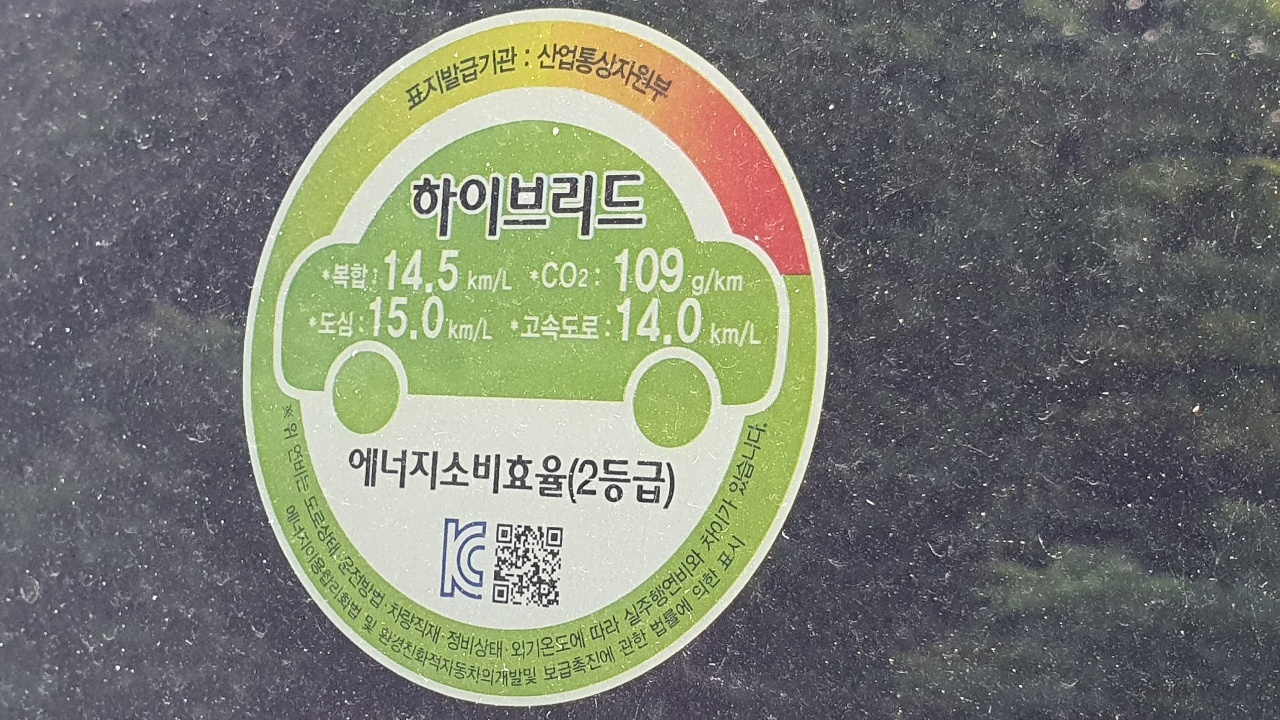 표지발급기관 : 산업통상자원부
하이브리드
*복합 : 14.5 km/L *CO2 : 109 g/km
*도심 : 15.0 km/L *고속도로 : 14.0 km/L
에너지소비효율(2등급)
KC
※ 위 연비는 도로상태·운전방법·차량적재·정비상태·외기온도에 따라 실주행연비와 차이가 있습니다.
에너지이용합리화법 및 환경친화적자동차의개발및 보급촉진에 관한 법률에 의한 표시